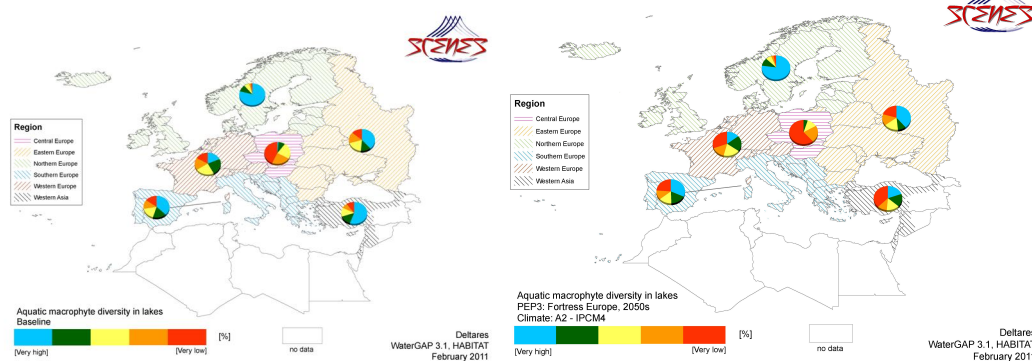 SCENES
Region
Central Europe
Eastern Europe
Northern Europe
Southern Europe
Western Europe
Western Asia
Aquatic macrophyte diversity in lakes
Baseline
[%]
[Very high]
[Very low]
no data
Deltares
WaterGAP 3.1, HABITAT
February 2011
SCENES
Region
Central Europe
Eastern Europe
Northern Europe
Southern Europe
Western Europe
Western Asia
Aquatic macrophyte diversity in lakes
PEP3: Fortress Europe, 2050s
Climate: A2 - IPCM4
[%]
[Very high]
[Very low]
no data
Deltares
WaterGAP 3.1, HABITAT
February 201